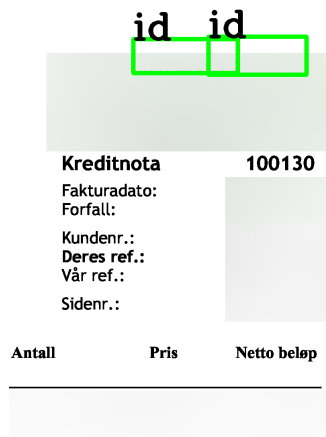 id id
Kreditnota 100130
Fakturadato:
Forfall:
Kundenr.:
Deres ref.:
Vår ref.:
Sidenr.:
Antall Pris Netto beløp